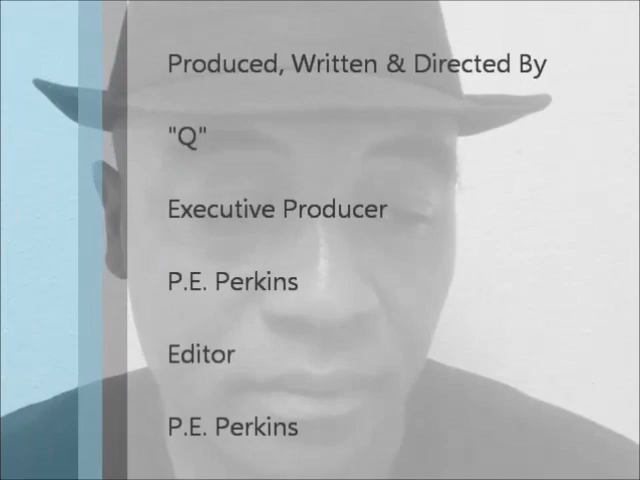 Produced, Written & Directed By
"Q"
Executive Producer
P.E. Perkins
Editor
P.E. Perkins